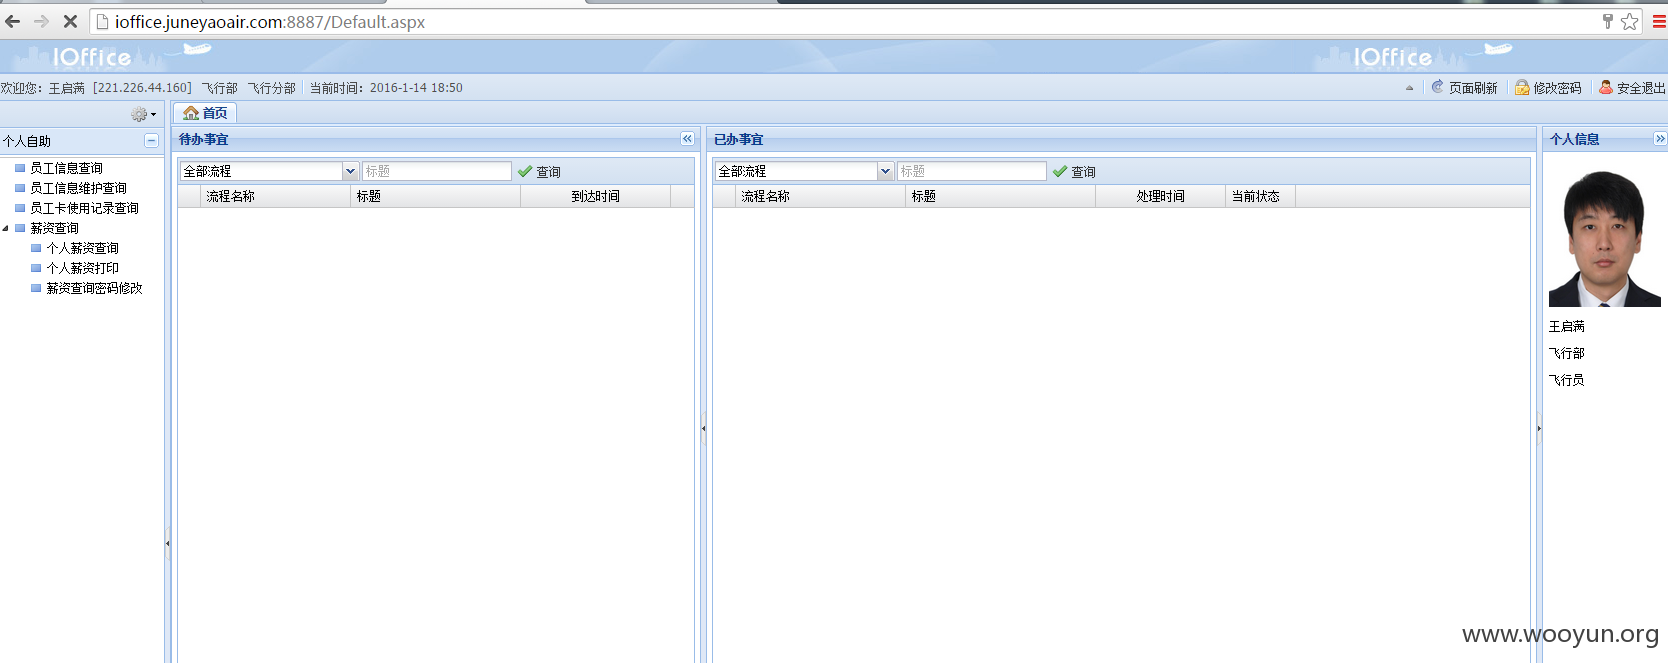 ioffice.juneyaoair.com:8887/Default.aspx
IOffice IOffice
欢迎您：王启满 [221.226.44.160] 飞行部 飞行分部 当前时间：2016-1-14 18:50 页面刷新 修改密码 安全退出
首页
个人自助
员工信息查询
员工信息维护查询
员工卡使用记录查询
薪资查询
个人薪资查询
个人薪资打印
薪资查询密码修改
待办事宜
全部流程 标题 查询
流程名称 标题 到达时间
已办事宜
全部流程 标题 查询
流程名称 标题 处理时间 当前状态
个人信息
王启满
飞行部
飞行员
www.wooyun.org